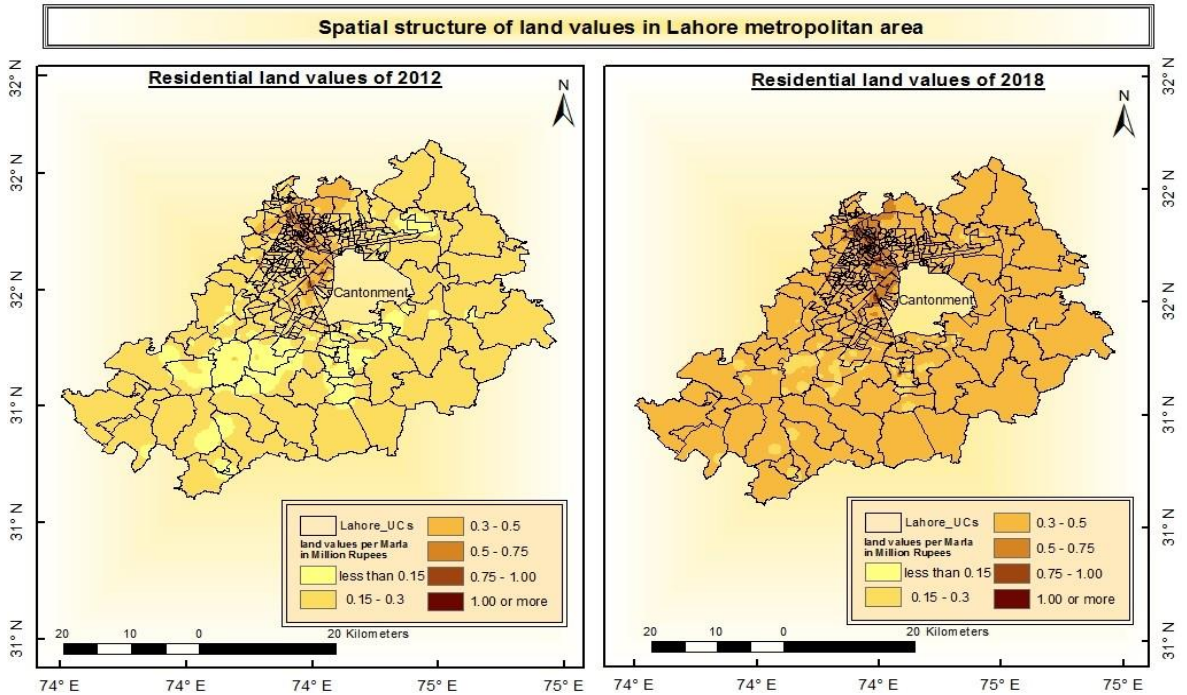 Spatial structure of land values in Lahore metropolitan area
Residential land values of 2012
N
32° N
32° N
32° N
31° N
31° N
31° N
Cantonment
Lahore_UCs
land values per Marla
in Million Rupees
less than 0.15
0.15 - 0.3
0.3 - 0.5
0.5 - 0.75
0.75 - 1.00
1.00 or more
20 10 0 20 Kilometers
74° E 74° E 74° E 75° E 75° E
Residential land values of 2018
N
32° N
32° N
32° N
31° N
31° N
31° N
Cantonment
Lahore_UCs
land values per Marla
in Million Rupees
less than 0.15
0.15 - 0.3
0.3 - 0.5
0.5 - 0.75
0.75 - 1.00
1.00 or more
20 10 0 20 Kilometers
74° E 74° E 74° E 75° E 75° E